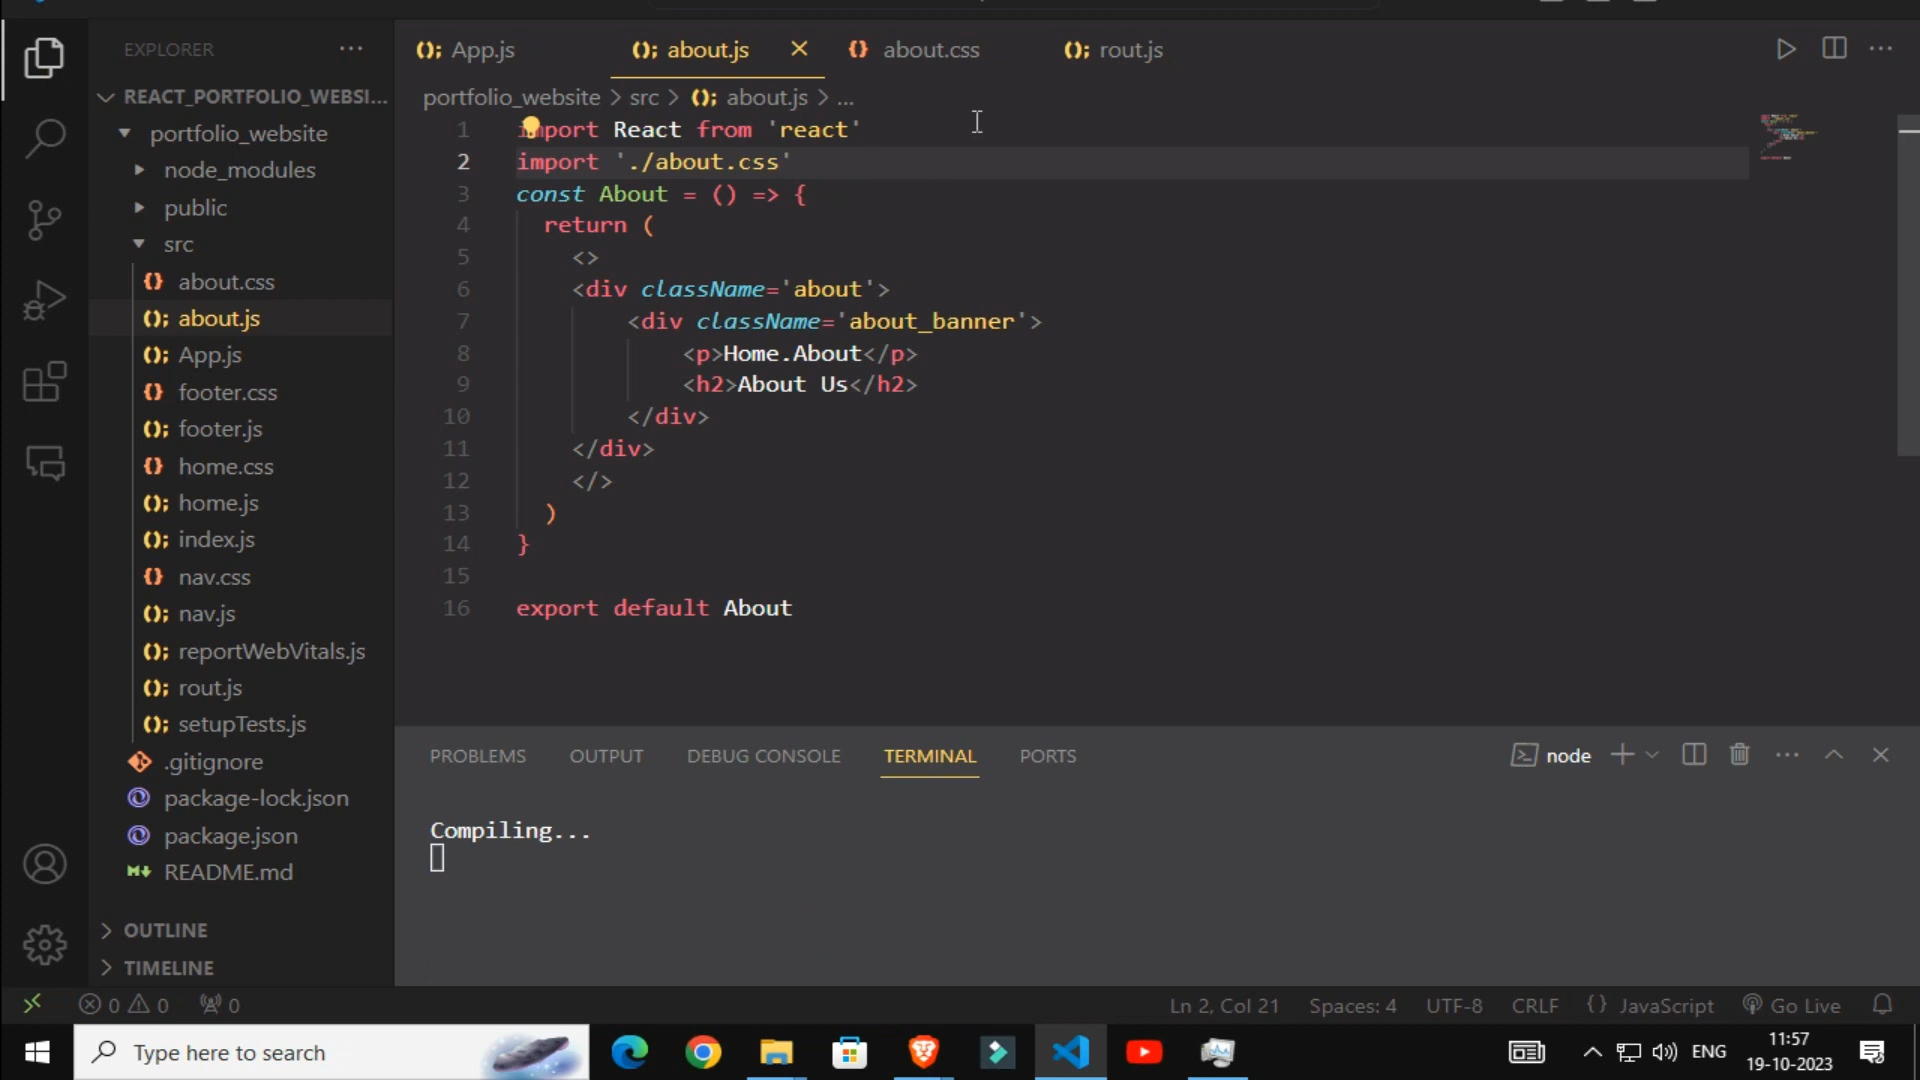 EXPLORER
REACT_PORTFOLIO_WEBSI...
portfolio_website
node_modules
public
src
about.css
about.js
App.js
footer.css
footer.js
home.css
home.js
index.js
nav.css
nav.js
reportWebVitals.js
rout.js
setupTests.js
.gitignore
package-lock.json
package.json
README.md
OUTLINE
TIMELINE
App.js about.js about.css rout.js
portfolio_website > src > about.js > ...
1 import React from 'react'
2 import './about.css'
3 const About = () => {
4 return (
5 <>
6 <div className='about'>
7 <div className='about_banner'>
8 <p>Home.About</p>
9 <h2>About Us</h2>
10 </div>
11 </div>
12 </>
13 )
14 }
15
16 export default About
PROBLEMS OUTPUT DEBUG CONSOLE TERMINAL PORTS node
Compiling...
0 0 0 Ln 2, Col 21 Spaces: 4 UTF-8 CRLF {} JavaScript Go Live
Type here to search ENG 11:57
19-10-2023